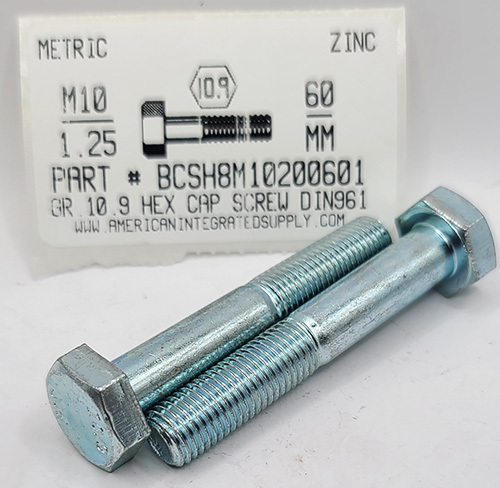 METRIC ZINC
M10 10.9 60
1.25 MM
PART # BCSH8M10200601
GR.10.9 HEX CAP SCREW DIN961
WWW.AMERICANINTEGRATEDSUPPLY.COM/